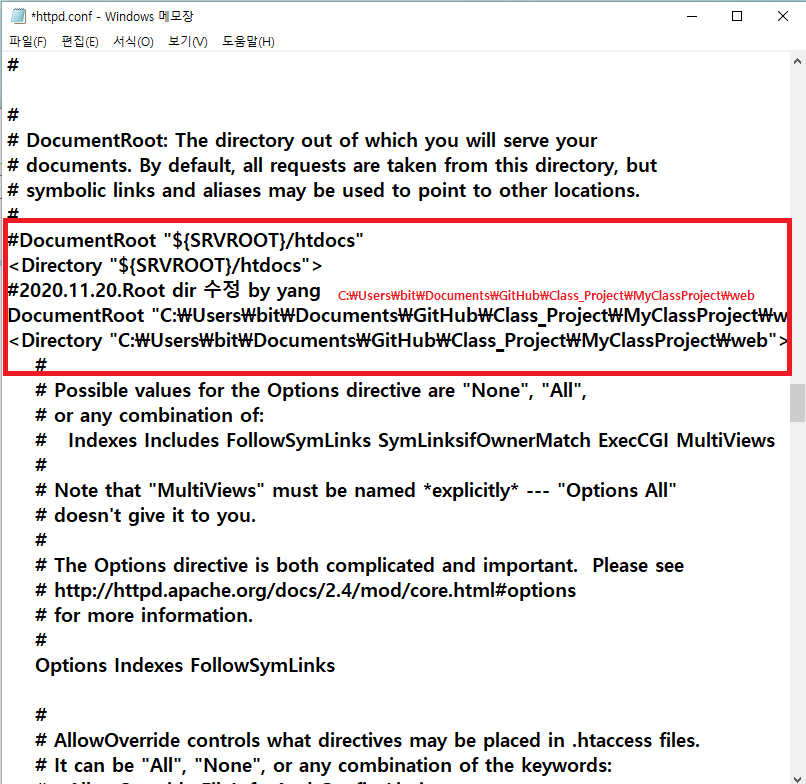 *httpd.conf - Windows 메모장
파일(F) 편집(E) 서식(O) 보기(V) 도움말(H)
#
#
# DocumentRoot: The directory out of which you will serve your
# documents. By default, all requests are taken from this directory, but
# symbolic links and aliases may be used to point to other locations.
#
#DocumentRoot "${SRVROOT}/htdocs"
<Directory "${SRVROOT}/htdocs">
#2020.11.20.Root dir 수정 by yang C:₩Users₩bit₩Documents₩GitHub₩Class_Project₩MyClassProject₩web
DocumentRoot "C:₩Users₩bit₩Documents₩GitHub₩Class_Project₩MyClassProject₩w
<Directory "C:₩Users₩bit₩Documents₩GitHub₩Class_Project₩MyClassProject₩web">
#
# Possible values for the Options directive are "None", "All",
# or any combination of:
#   Indexes Includes FollowSymLinks SymLinksifOwnerMatch ExecCGI MultiViews
#
# Note that "MultiViews" must be named *explicitly* --- "Options All"
# doesn't give it to you.
#
# The Options directive is both complicated and important.  Please see
# http://httpd.apache.org/docs/2.4/mod/core.html#options
# for more information.
#
Options Indexes FollowSymLinks
#
# AllowOverride controls what directives may be placed in .htaccess files.
# It can be "All", "None", or any combination of the keywords: